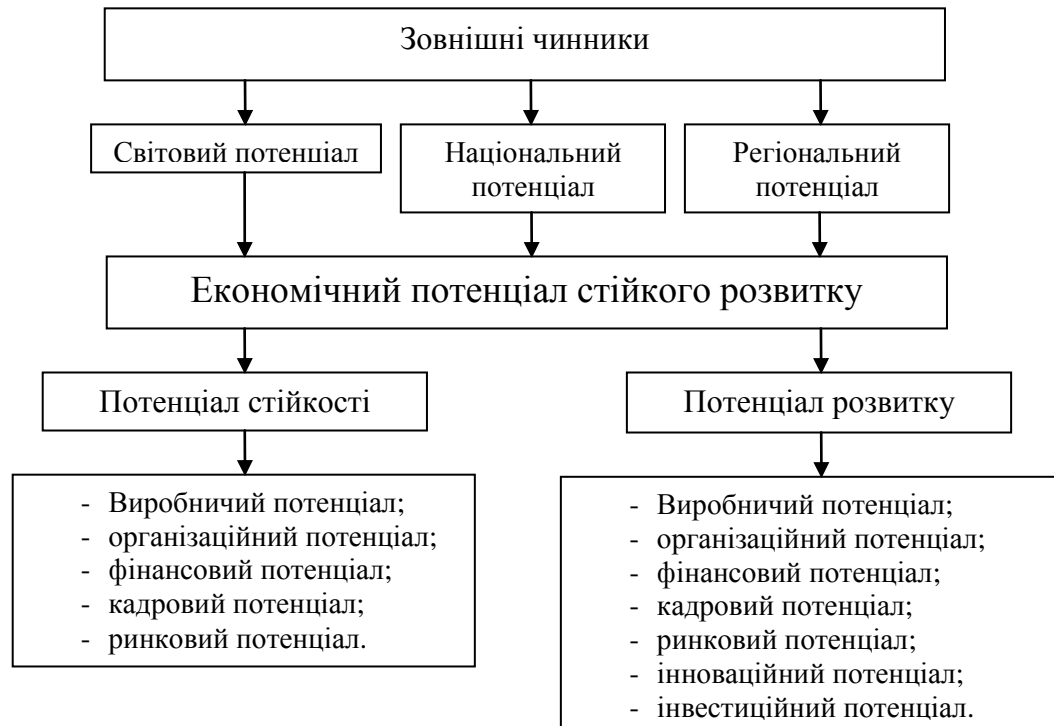 Зовнішні чинники
Світовий потенціал
Національний
потенціал
Регіональний
потенціал
Економічний потенціал стійкого розвитку
Потенціал стійкості
Потенціал розвитку
- Виробничий потенціал;
- організаційний потенціал;
- фінансовий потенціал;
- кадровий потенціал;
- ринковий потенціал.
- Виробничий потенціал;
- організаційний потенціал;
- фінансовий потенціал;
- кадровий потенціал;
- ринковий потенціал;
- інноваційний потенціал;
- інвестиційний потенціал.